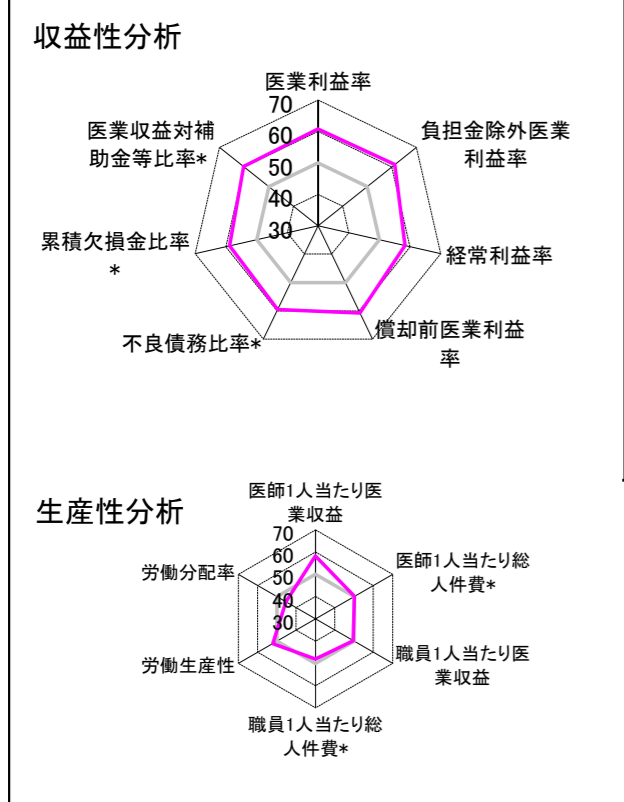 収益性分析
医業利益率
70
60
50
40
30
負担金除外医業
利益率
経常利益率
償却前医業利益
率
不良債務比率*
累積欠損金比率
*
医業収益対補
助金等比率*
生産性分析
医師1人当たり医
業収益
70
60
50
40
30
医師1人当たり総
人件費*
職員1人当たり医
業収益
職員1人当たり総
人件費*
労働生産性
労働分配率